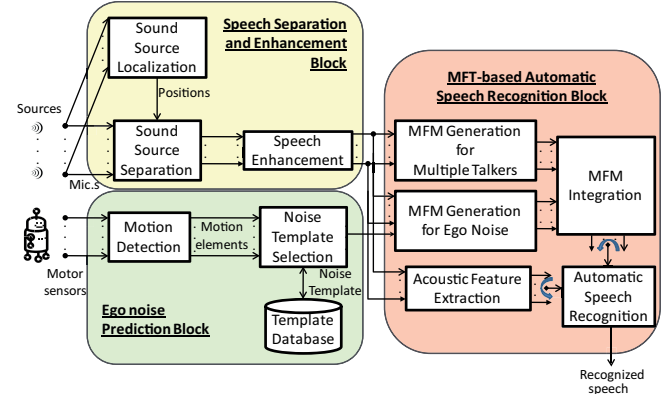 Sound
Source
Localization
Speech Separation
and Enhancement
Block
Positions
Sources
Mic.s
Sound
Source
Separation
Speech
Enhancement
MFT-based Automatic
Speech Recognition Block
MFM Generation
for
Multiple Talkers
MFM Generation
for Ego Noise
MFM
Integration
Acoustic Feature
Extraction
Automatic
Speech
Recognition
Recognized
speech
Motor
sensors
Motion
Detection
Motion
elements
Noise
Template
Selection
Noise
Template
Template
Database
Ego noise
Prediction Block